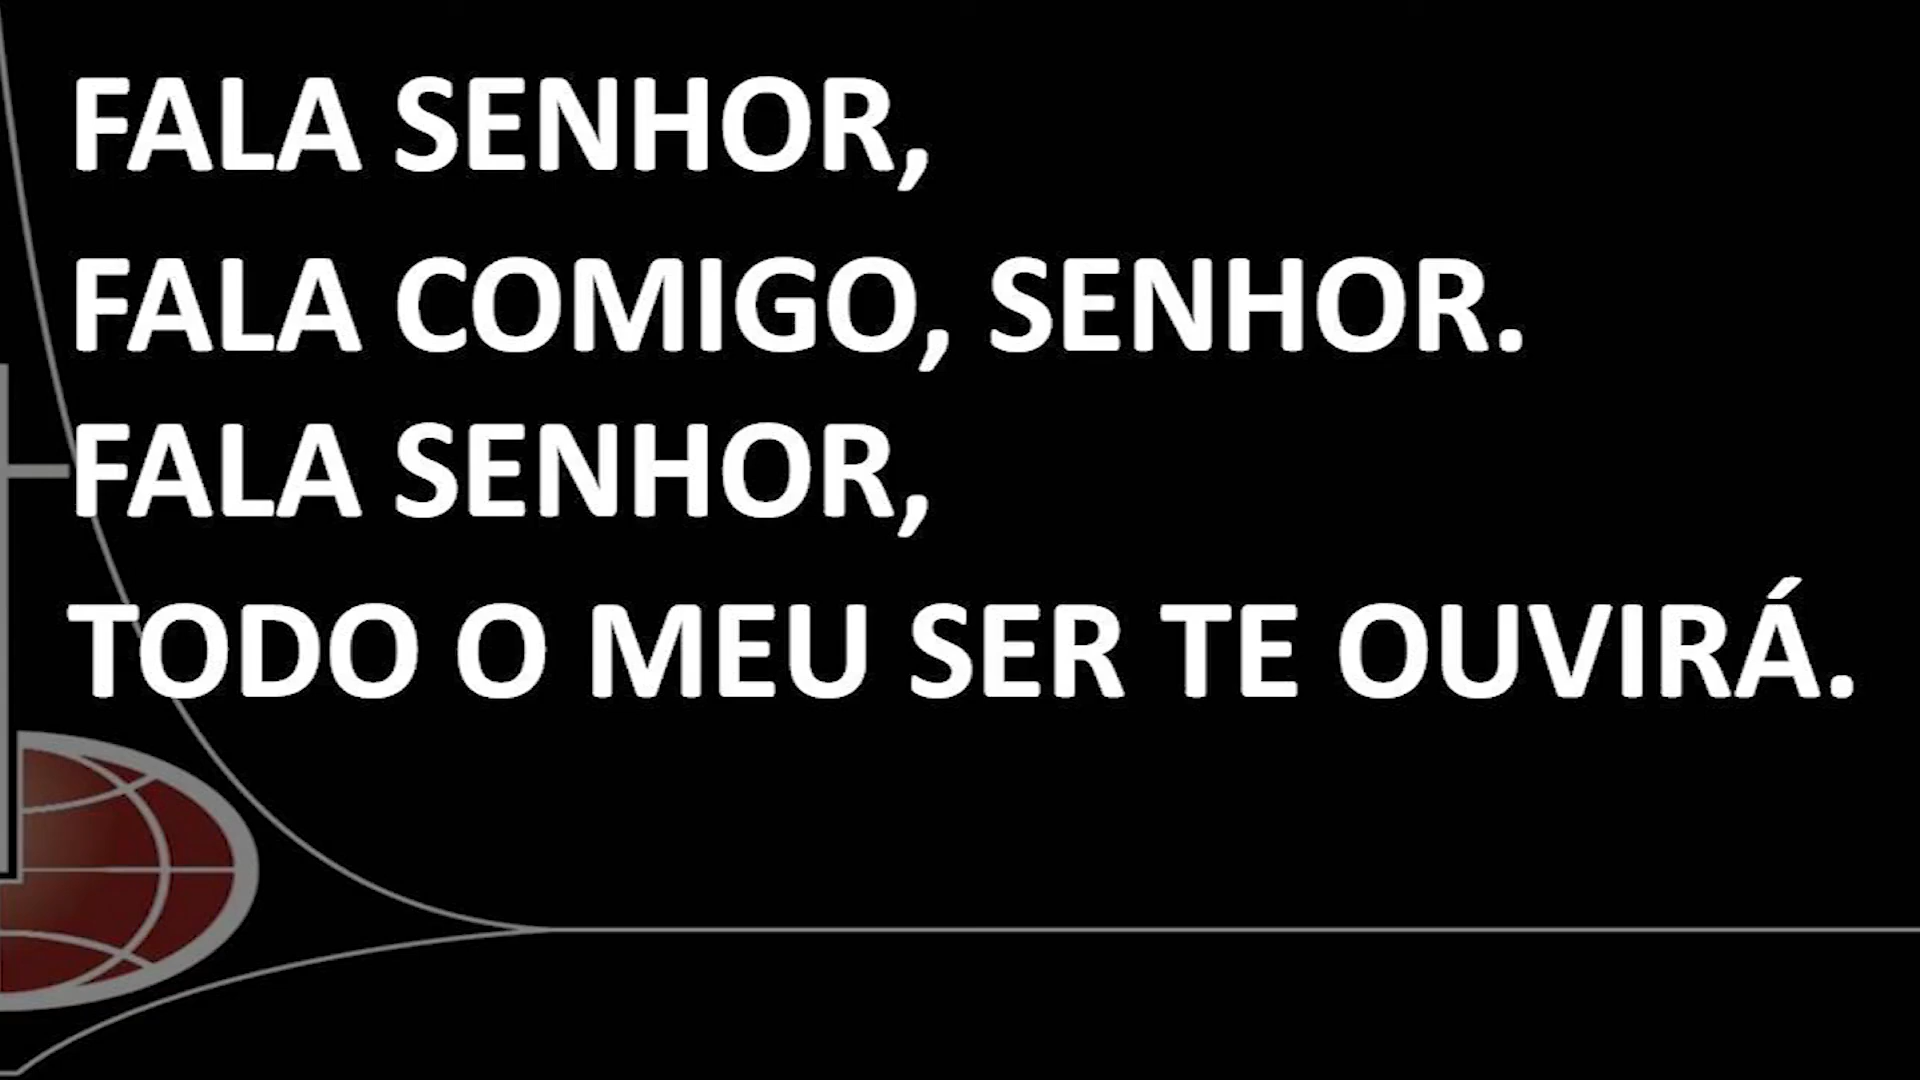 FALA SENHOR,
FALA COMIGO, SENHOR.
FALA SENHOR,
TODO O MEU SER TE OUVIRÁ.